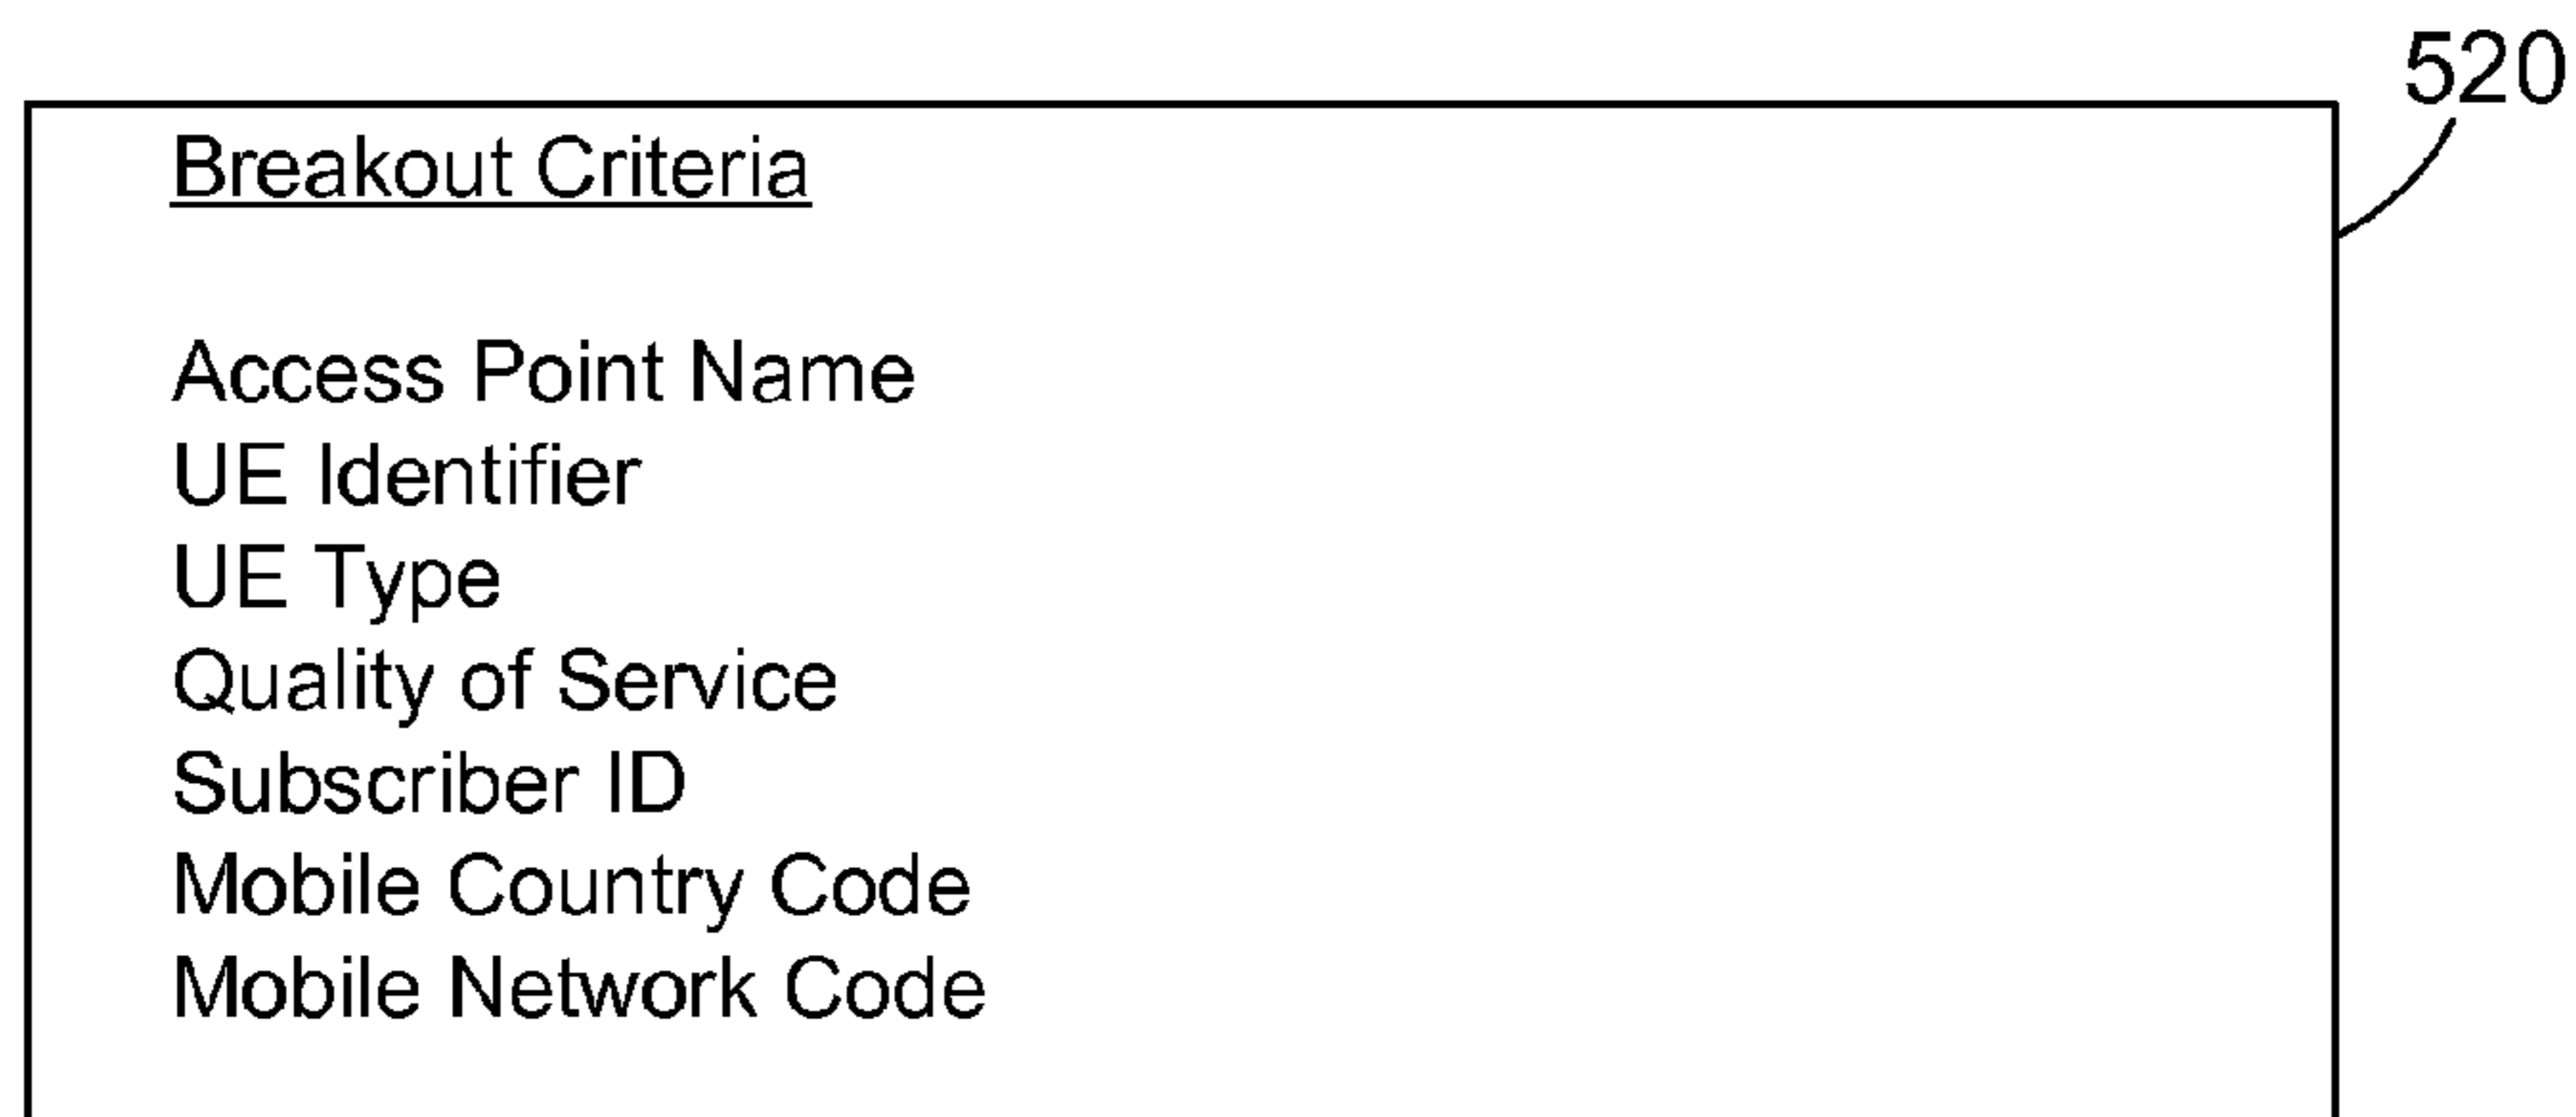 520
Breakout Criteria
Access Point Name
UE Identifier
UE Type
Quality of Service
Subscriber ID
Mobile Country Code
Mobile Network Code